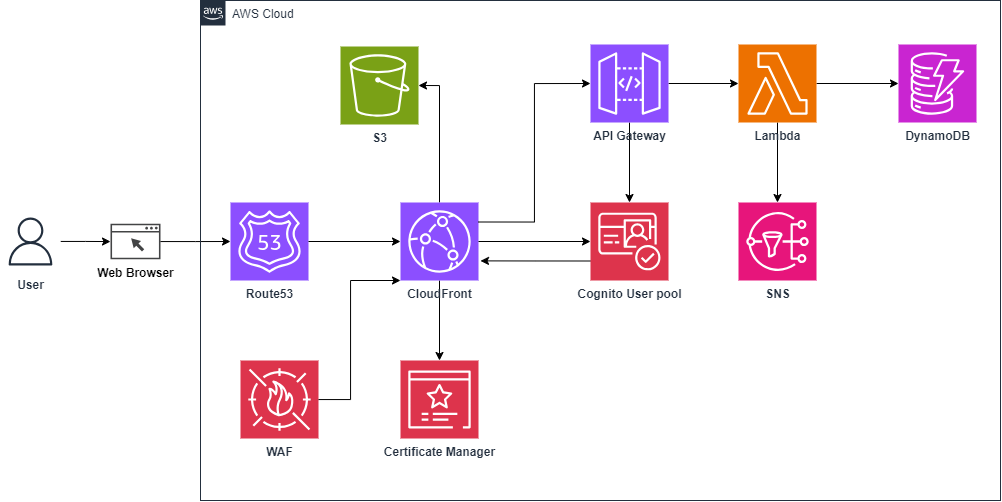 aws
AWS Cloud
S3
API Gateway
Lambda
DynamoDB
53
User
Web Browser
Route53
CloudFront
Cognito User pool
SNS
WAF
Certificate Manager